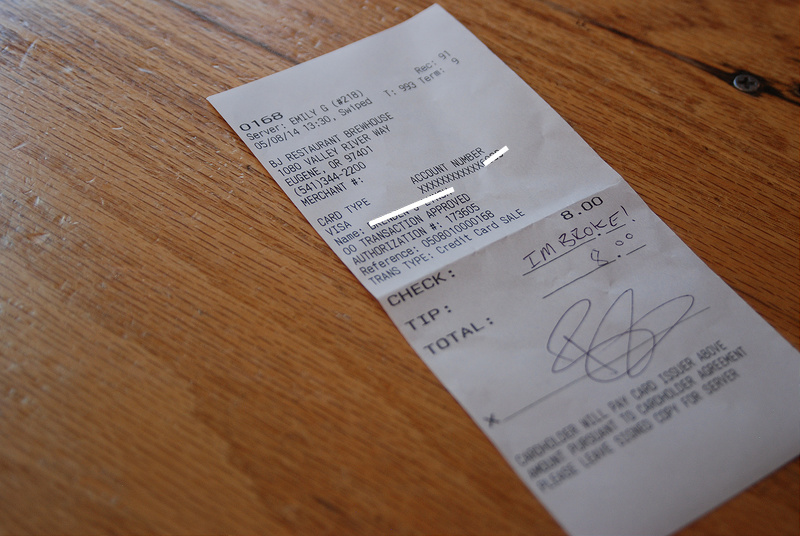 Rec: 91
0168
Server: EMILY G (#218)
05/08/14 13:30, Swiped T: 993 Term: 9
BJ RESTAURANT BREWHOUSE
1080 VALLEY RIVER WAY
EUGENE, OR 97401
(541)344-2200
MERCHANT #:
CARD TYPE ACCOUNT NUMBER
VISA XXXXXXXXXXXX
Name:
00 TRANSACTION APPROVED
AUTHORIZATION #: 173605
Reference: 0508010000168
TRANS TYPE: Credit Card SALE
CHECK: 8.00
TIP: IM BROKE!
TOTAL: 8.00
X
CARDHOLDER WILL PAY CARD ISSUER ABOVE
AMOUNT PURSUANT TO CARDHOLDER AGREEMENT
PLEASE LEAVE SIGNED COPY FOR SERVER